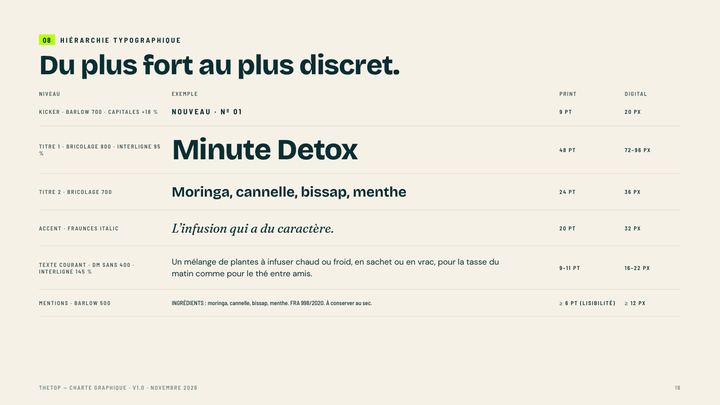 08 HIÉRARCHIE TYPOGRAPHIQUE
Du plus fort au plus discret.
NIVEAU EXEMPLE PRINT DIGITAL
KICKER · BARLOW 700 · CAPITALES +18 % NOUVEAU · Nº 01 9 PT 20 PX
TITRE 1 · BRICOLAGE 800 · INTERLIGNE 95
% Minute Detox 48 PT 72–96 PX
TITRE 2 · BRICOLAGE 700 Moringa, cannelle, bissap, menthe 24 PT 36 PX
ACCENT · FRAUNCES ITALIC L’infusion qui a du caractère. 20 PT 32 PX
TEXTE COURANT · DM SANS 400 ·
INTERLIGNE 145 %
Un mélange de plantes à infuser chaud ou froid, en sachet ou en vrac, pour la tasse du
matin comme pour le thé entre amis.
9–11 PT 16–22 PX
MENTIONS · BARLOW 500 INGRÉDIENTS : moringa, cannelle, bissap, menthe. FRA 998/2020. À conserver au sec. ≥ 6 PT (LISIBILITÉ) ≥ 12 PX
THETOP — CHARTE GRAPHIQUE · V1.0 · NOVEMBRE 2026 16